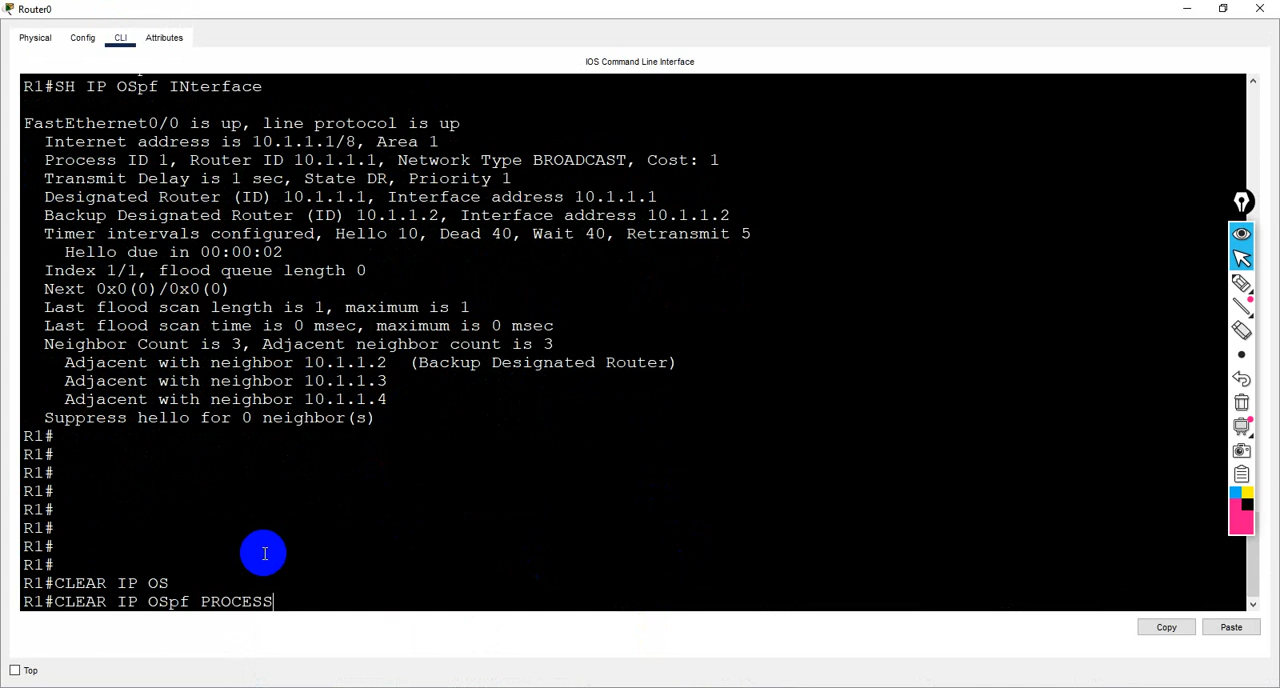 Router0
Physical Config CLI Attributes
IOS Command Line Interface
R1#SH IP OSpf INterface
FastEthernet0/0 is up, line protocol is up
Internet address is 10.1.1.1/8, Area 1
Process ID 1, Router ID 10.1.1.1, Network Type BROADCAST, Cost: 1
Transmit Delay is 1 sec, State DR, Priority 1
Designated Router (ID) 10.1.1.1, Interface address 10.1.1.1
Backup Designated Router (ID) 10.1.1.2, Interface address 10.1.1.2
Timer intervals configured, Hello 10, Dead 40, Wait 40, Retransmit 5
Hello due in 00:00:02
Index 1/1, flood queue length 0
Next 0x0(0)/0x0(0)
Last flood scan length is 1, maximum is 1
Last flood scan time is 0 msec, maximum is 0 msec
Neighbor Count is 3, Adjacent neighbor count is 3
Adjacent with neighbor 10.1.1.2 (Backup Designated Router)
Adjacent with neighbor 10.1.1.3
Adjacent with neighbor 10.1.1.4
Suppress hello for 0 neighbor(s)
R1#
R1#
R1#
R1#
R1#
R1#
R1#
R1#
R1#CLEAR IP OS
R1#CLEAR IP OSpf PROCESS
Copy Paste
Top